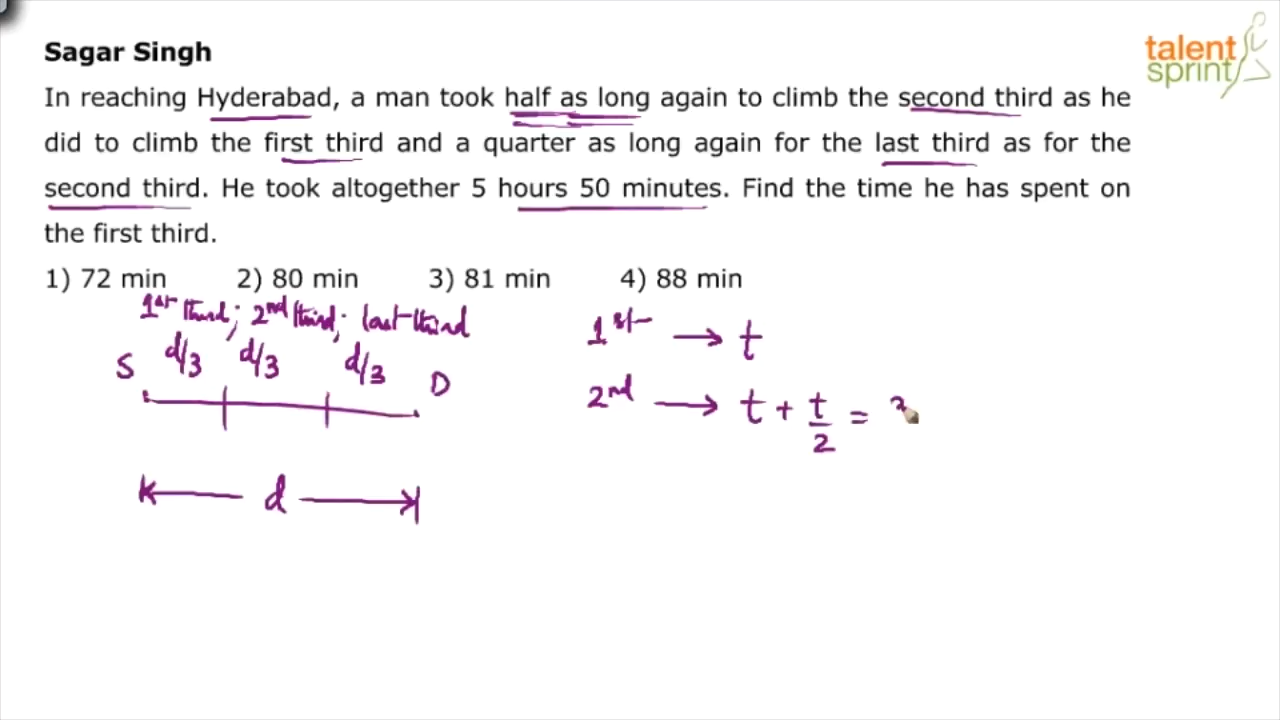 Sagar Singh
talent
sprint
In reaching Hyderabad, a man took half as long again to climb the second third as he
did to climb the first third and a quarter as long again for the last third as for the
second third. He took altogether 5 hours 50 minutes. Find the time he has spent on
the first third.
1) 72 min 2) 80 min 3) 81 min 4) 88 min
1st third; 2nd third; last third
S d/3 d/3 d/3 D
d
1st → t
2nd → t + t/2 =